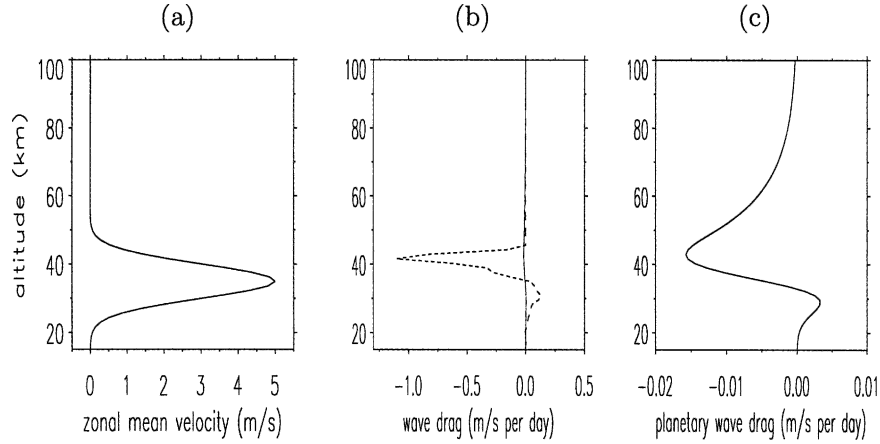 (a)
(b)
(c)
altitude (km)
100
80
60
40
20
0 1 2 3 4 5
zonal mean velocity (m/s)
100
80
60
40
20
-1.0 -0.5 0.0 0.5
wave drag (m/s per day)
100
80
60
40
20
-0.02 -0.01 0.00 0.01
planetary wave drag (m/s per day)